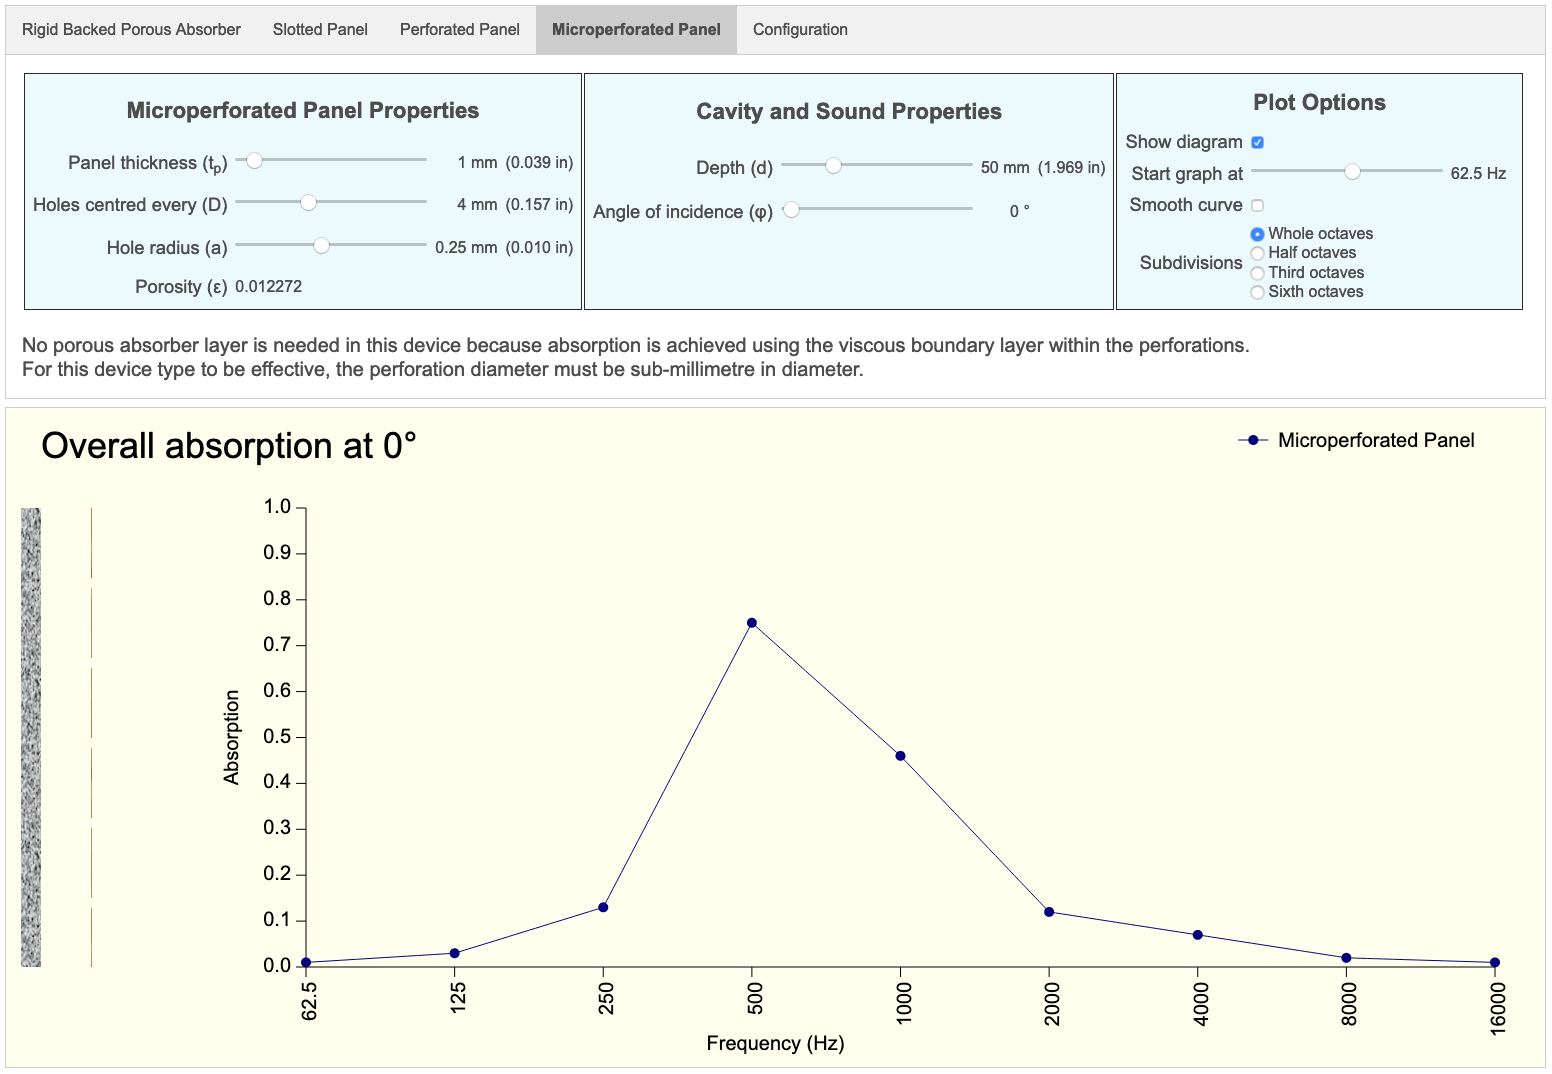 Rigid Backed Porous Absorber Slotted Panel Perforated Panel Microperforated Panel Configuration
Microperforated Panel Properties
Panel thickness (tp) 1 mm (0.039 in)
Holes centred every (D) 4 mm (0.157 in)
Hole radius (a) 0.25 mm (0.010 in)
Porosity (ε) 0.012272
Cavity and Sound Properties
Depth (d) 50 mm (1.969 in)
Angle of incidence (φ) 0 °
Plot Options
Show diagram
Start graph at 62.5 Hz
Smooth curve
Subdivisions
Whole octaves
Half octaves
Third octaves
Sixth octaves
No porous absorber layer is needed in this device because absorption is achieved using the viscous boundary layer within the perforations.
For this device type to be effective, the perforation diameter must be sub-millimetre in diameter.
Overall absorption at 0°
Microperforated Panel
1.0
0.9
0.8
0.7
0.6
0.5
0.4
0.3
0.2
0.1
0.0
Absorption
62.5 125 250 500 1000 2000 4000 8000 16000
Frequency (Hz)